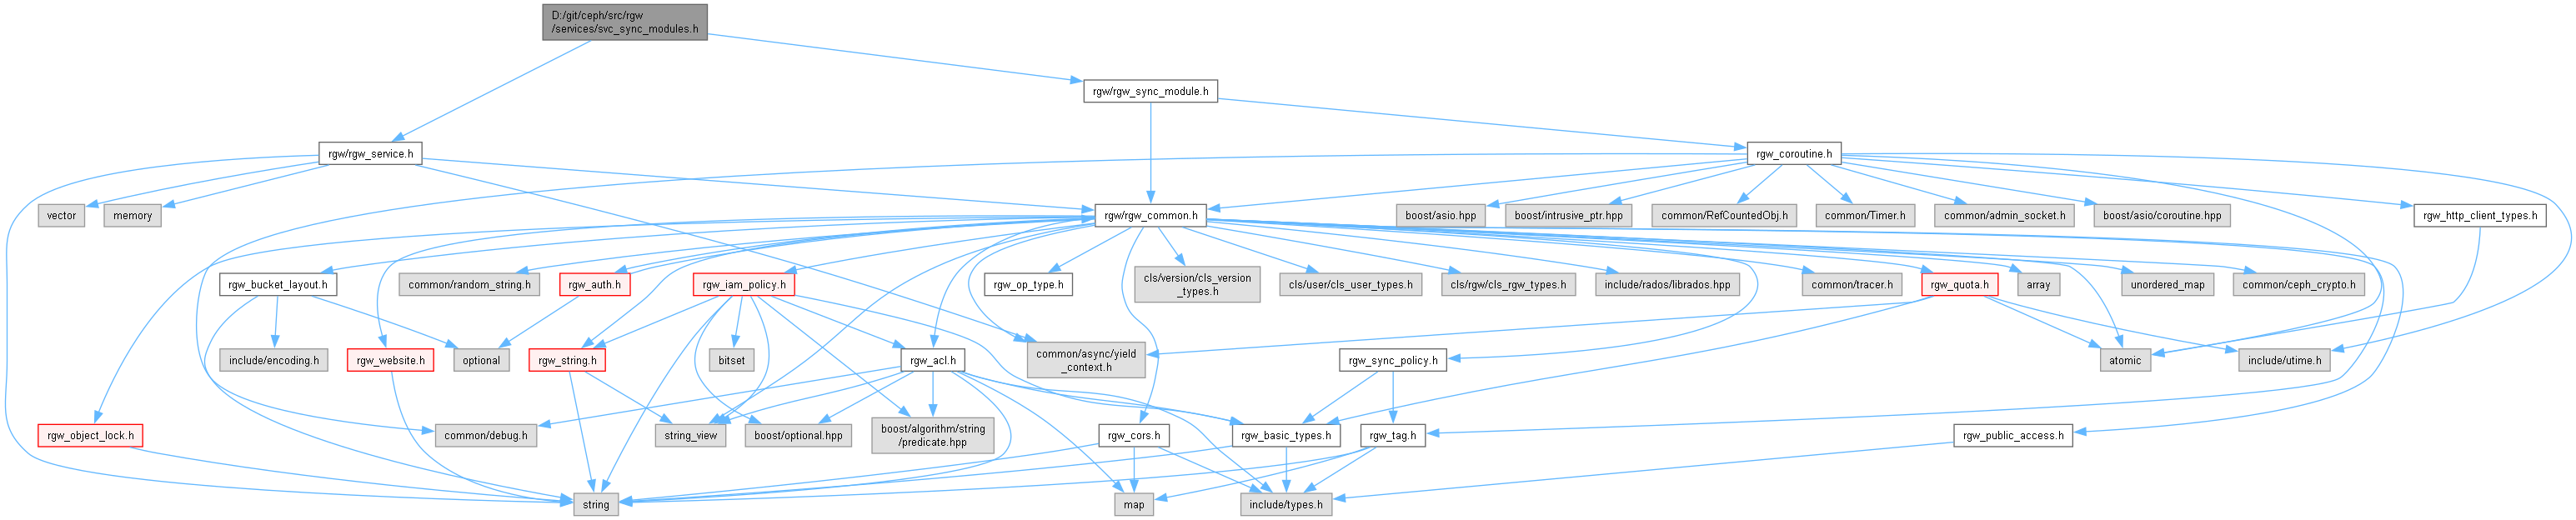 D:/git/ceph/src/rgw
/services/svc_sync_modules.h
rgw/rgw_sync_module.h
rgw/rgw_service.h
rgw_coroutine.h
vector
memory
rgw/rgw_common.h
boost/asio.hpp
boost/intrusive_ptr.hpp
common/RefCountedObj.h
common/Timer.h
common/admin_socket.h
boost/asio/coroutine.hpp
rgw_http_client_types.h
rgw_bucket_layout.h
common/random_string.h
rgw_auth.h
rgw_iam_policy.h
rgw_op_type.h
cls/version/cls_version
_types.h
cls/user/cls_user_types.h
cls/rgw/cls_rgw_types.h
include/rados/librados.hpp
common/tracer.h
rgw_quota.h
array
unordered_map
common/ceph_crypto.h
include/encoding.h
rgw_website.h
optional
rgw_string.h
bitset
rgw_acl.h
common/async/yield
_context.h
rgw_sync_policy.h
atomic
include/utime.h
rgw_object_lock.h
common/debug.h
string_view
boost/optional.hpp
boost/algorithm/string
/predicate.hpp
rgw_cors.h
rgw_basic_types.h
rgw_tag.h
rgw_public_access.h
string
map
include/types.h